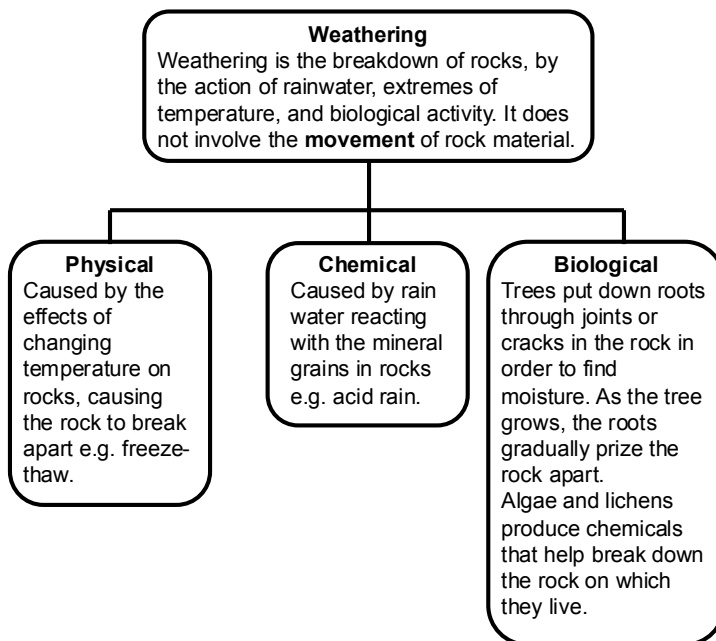 Weathering
Weathering is the breakdown of rocks, by
the action of rainwater, extremes of
temperature, and biological activity. It does
not involve the movement of rock material.
Physical
Caused by the
effects of
changing
temperature on
rocks, causing
the rock to break
apart e.g. freeze-
thaw.
Chemical
Caused by rain
water reacting
with the mineral
grains in rocks
e.g. acid rain.
Biological
Trees put down roots
through joints or
cracks in the rock in
order to find
moisture. As the tree
grows, the roots
gradually prize the
rock apart.
Algae and lichens
produce chemicals
that help break down
the rock on which
they live.